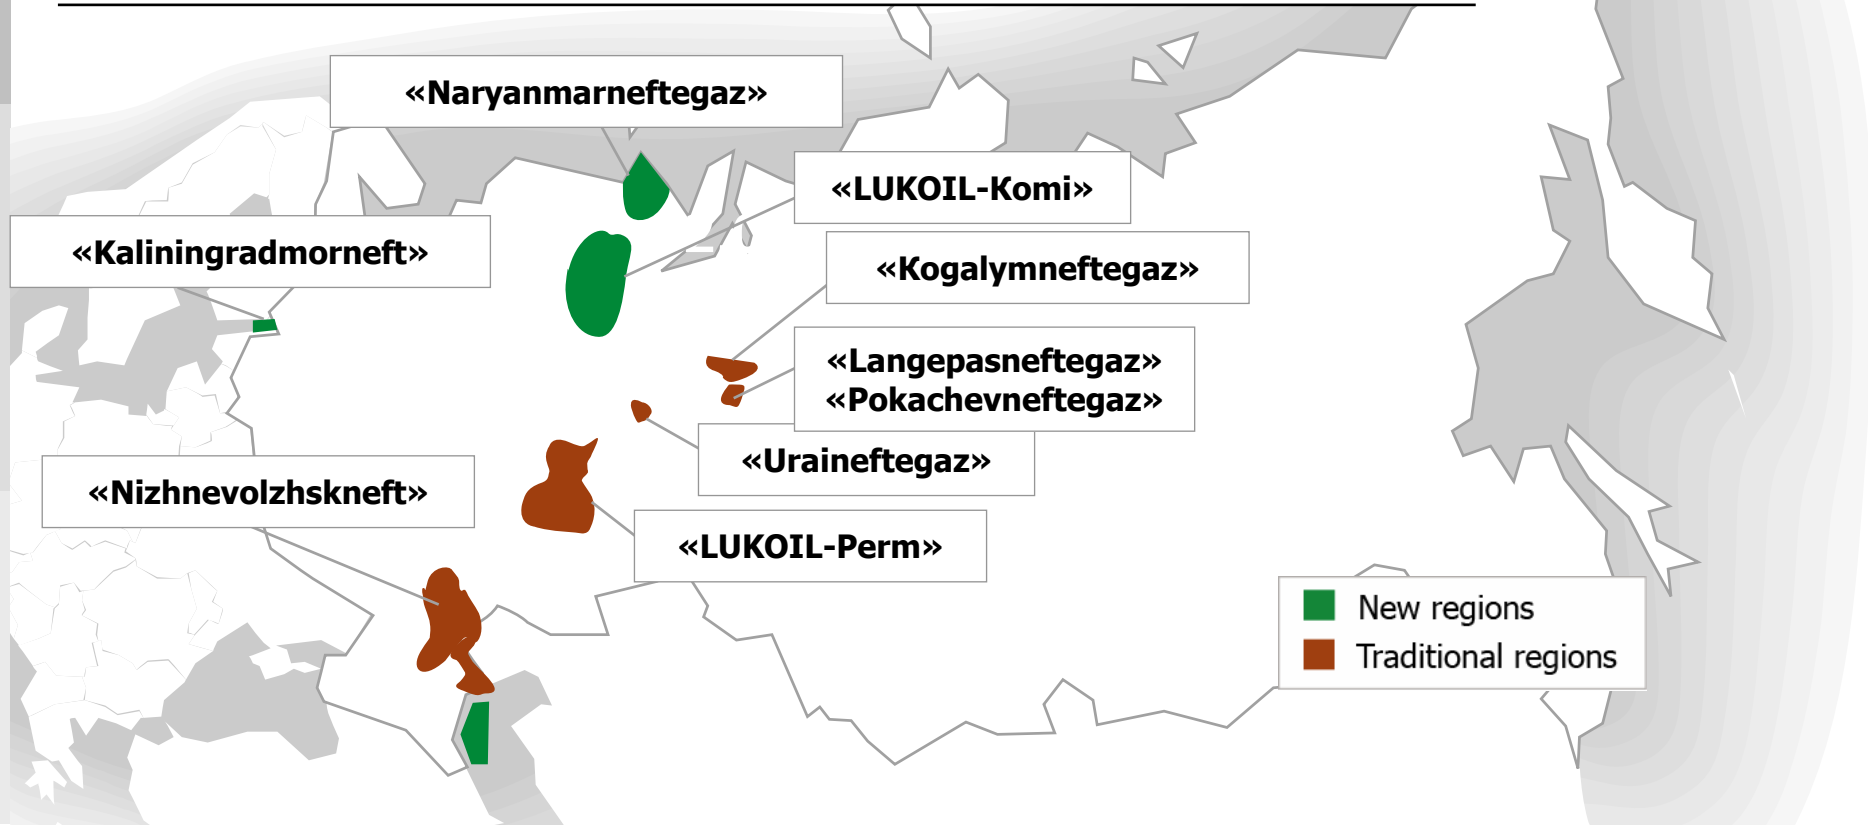 «Naryanmarneftegaz»
«LUKOIL-Komi»
«Kaliningradmorneft»
«Kogalymneftegaz»
«Langepasneftegaz»
«Pokachevneftegaz»
«Uraineftegaz»
«Nizhnevolzhskneft»
«LUKOIL-Perm»
New regions
Traditional regions